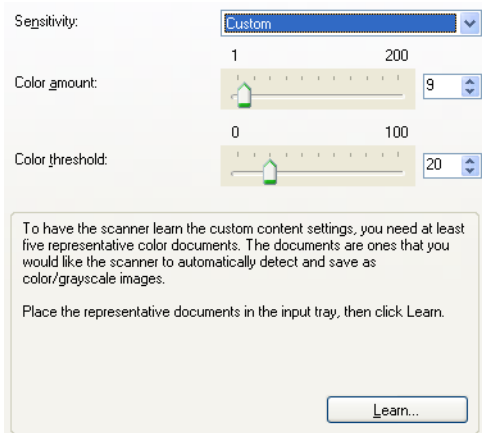 Sensitivity: Custom
1 200
Color amount: 9
0 100
Color threshold: 20
To have the scanner learn the custom content settings, you need at least
five representative color documents. The documents are ones that you
would like the scanner to automatically detect and save as
color/grayscale images.
Place the representative documents in the input tray, then click Learn.
Learn...